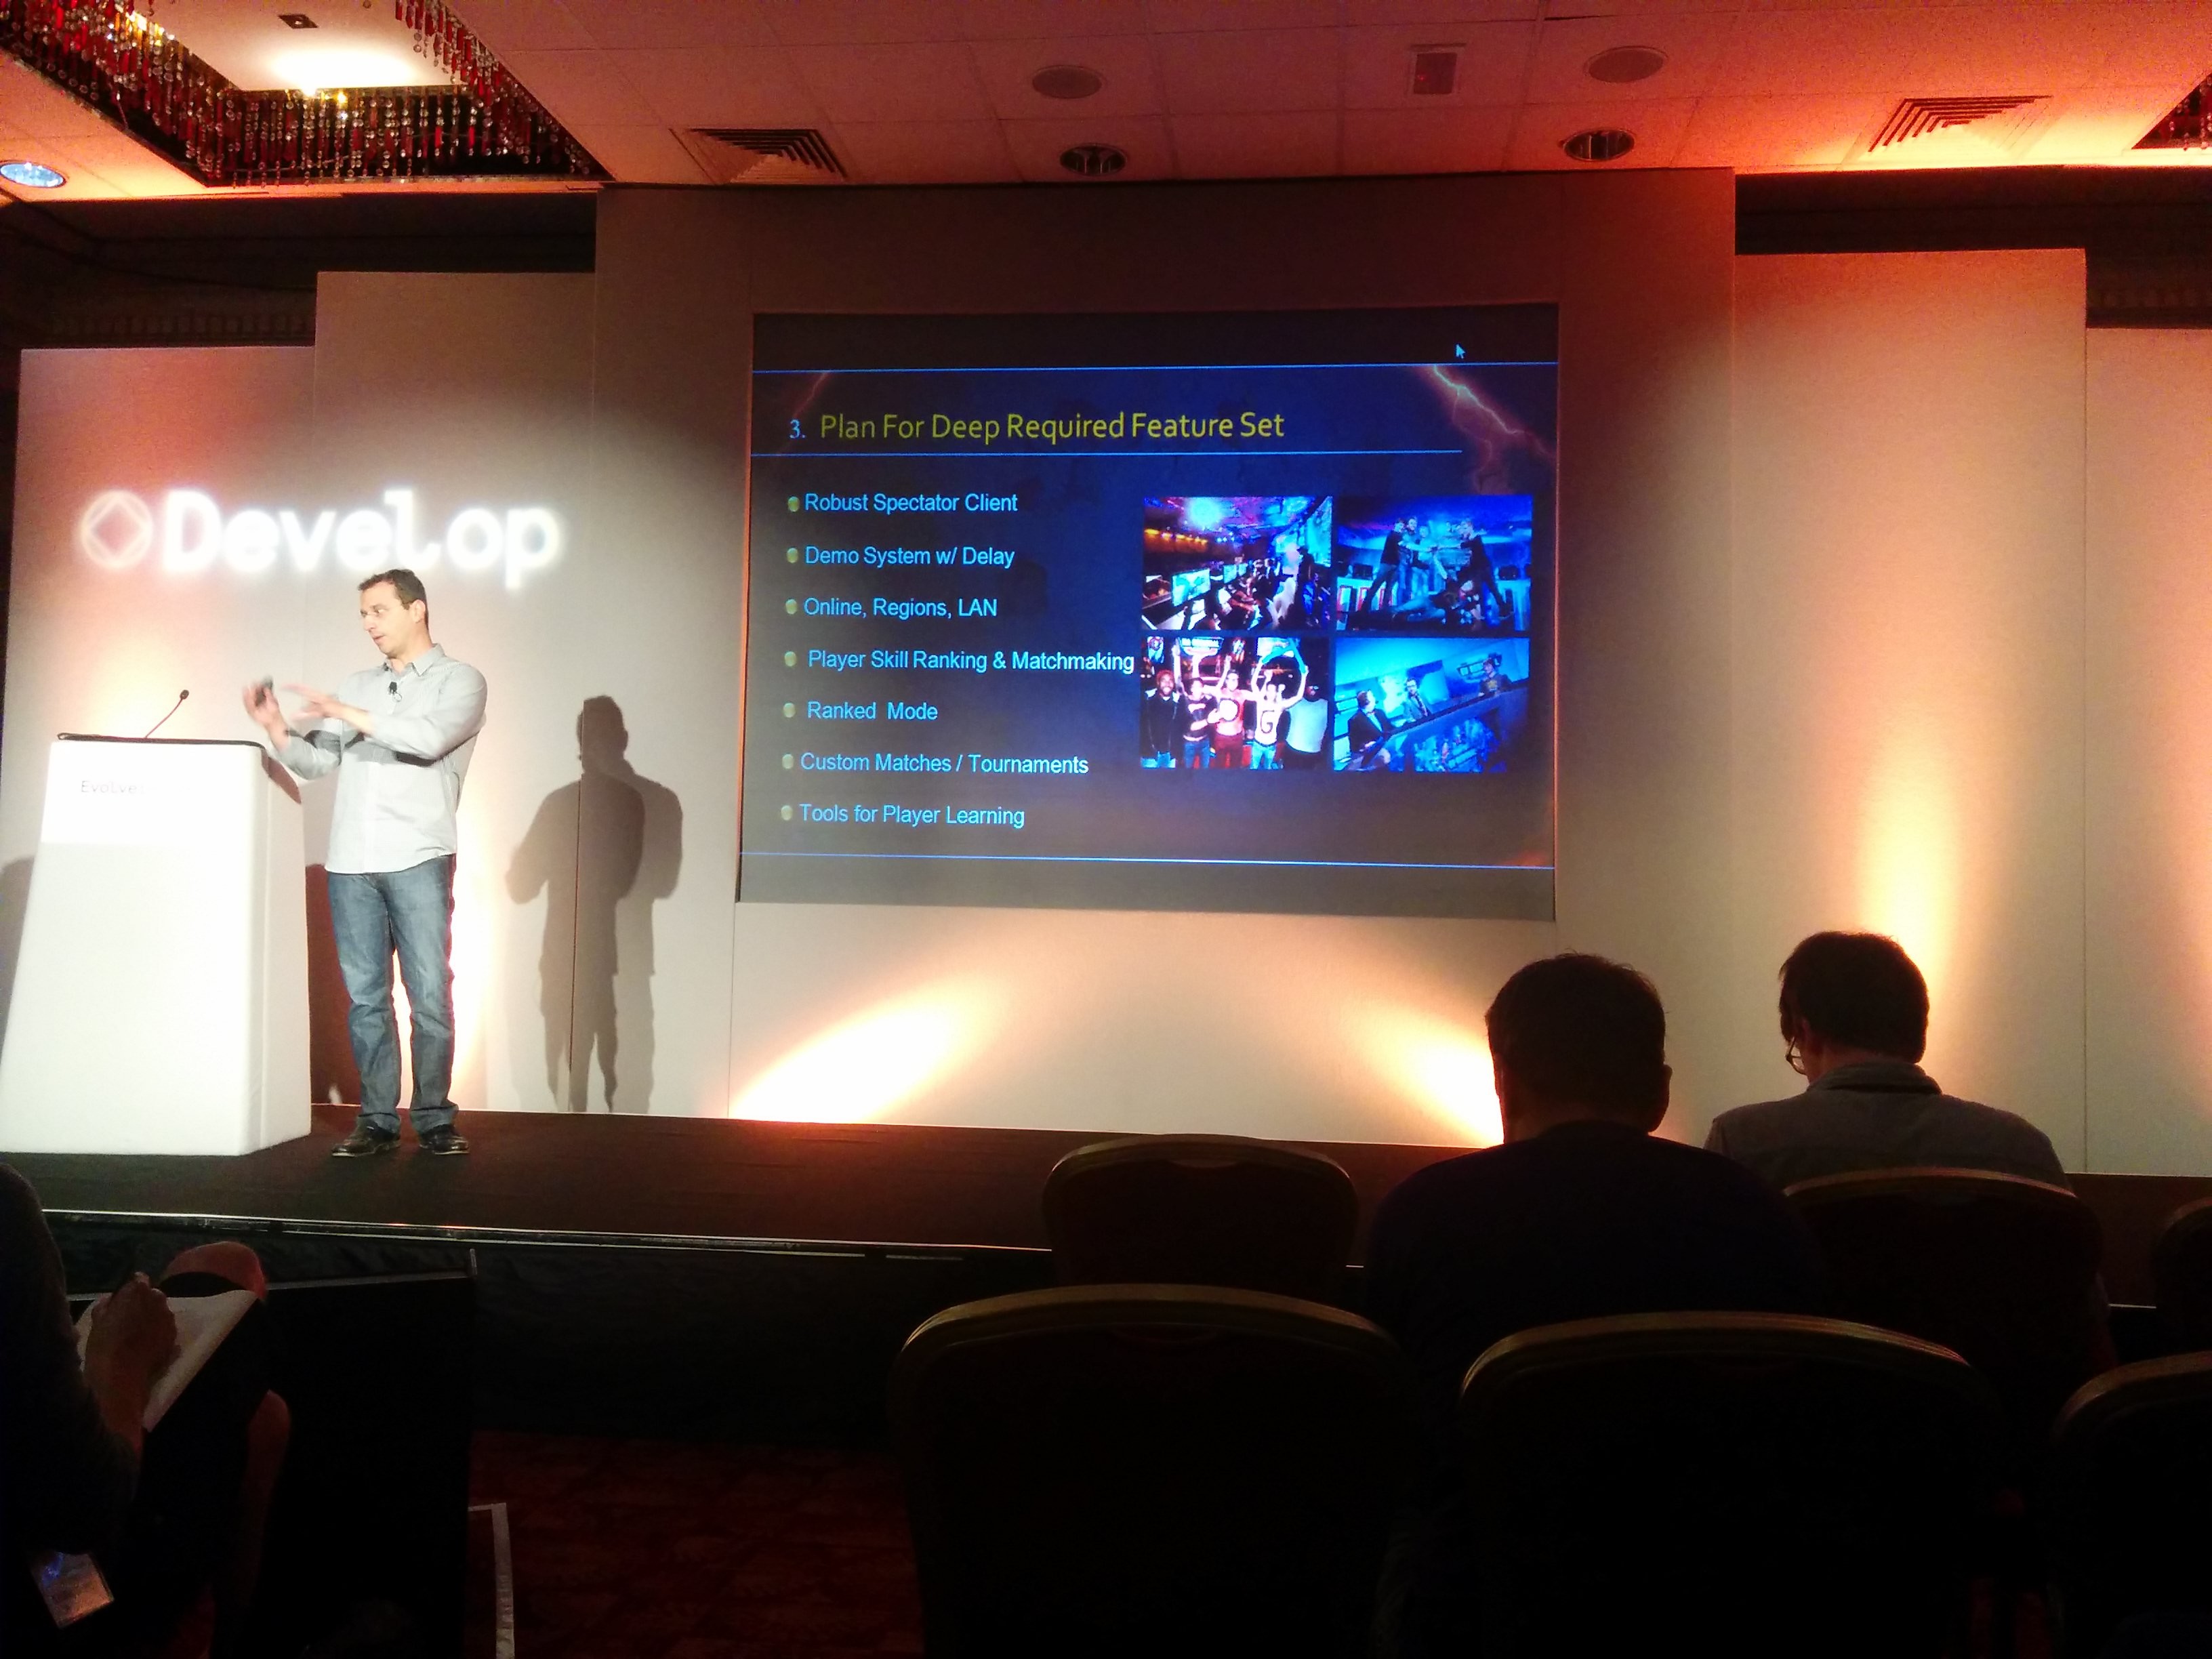 Develop
Evolve
3. Plan For Deep Required Feature Set
Robust Spectator Client
Demo System w/ Delay
Online, Regions, LAN
Player Skill Ranking & Matchmaking
Ranked Mode
Custom Matches / Tournaments
Tools for Player Learning